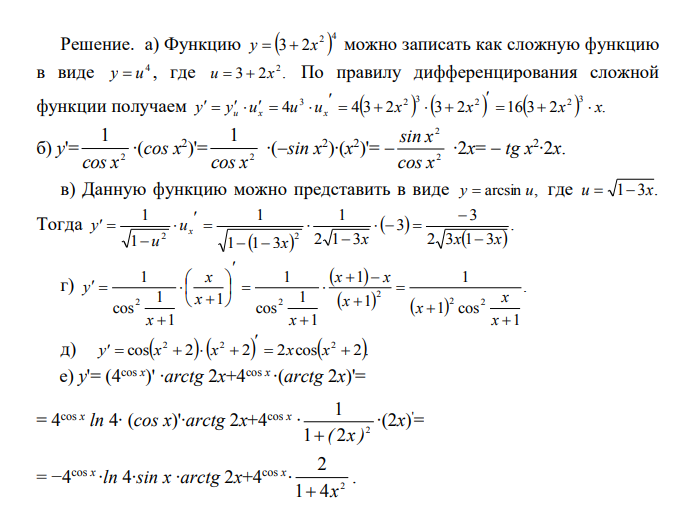 Решение. а) Функцию y = (3 + 2x²)⁴ можно записать как сложную функцию
в виде y = u⁴, где u = 3 + 2x². По правилу дифференцирования сложной
функции получаем y′ = y′ᵤ · u′ₓ = 4u³ · uₓ′ = 4(3 + 2x²)³ · (3 + 2x²)′ = 16(3 + 2x²)³ · x.
б) y'= 1/(cos x²) ·(cos x²)'= 1/(cos x²) ·(–sin x²)·(x²)'= – (sin x²)/(cos x²) ·2x= – tg x²·2x.
в) Данную функцию можно представить в виде y = arcsin u, где u = √(1−3x).
Тогда y′ = 1/√(1−u²) · uₓ′ = 1/√(1−(1−3x)²) · 1/(2√(1−3x)) · (−3) = −3/(2√(3x(1−3x))).
г) y′ = 1/(cos² 1/(x+1)) · (x/(x+1))′ = 1/(cos² 1/(x+1)) · ((x+1)−x)/(x+1)² = 1/((x+1)² cos² x/(x+1)).
д) y′ = cos(x² + 2)·(x² + 2)′ = 2x cos(x² + 2)
е) y'= (4^(cos x))' ·arctg 2x+4^(cos x) ·(arctg 2x)'=
= 4^(cos x) ln 4· (cos x)'·arctg 2x+4^(cos x) · 1/(1+(2x)²) ·(2x)'=
= −4^(cos x) ·ln 4·sin x ·arctg 2x+4^(cos x)· 2/(1+4x²) .